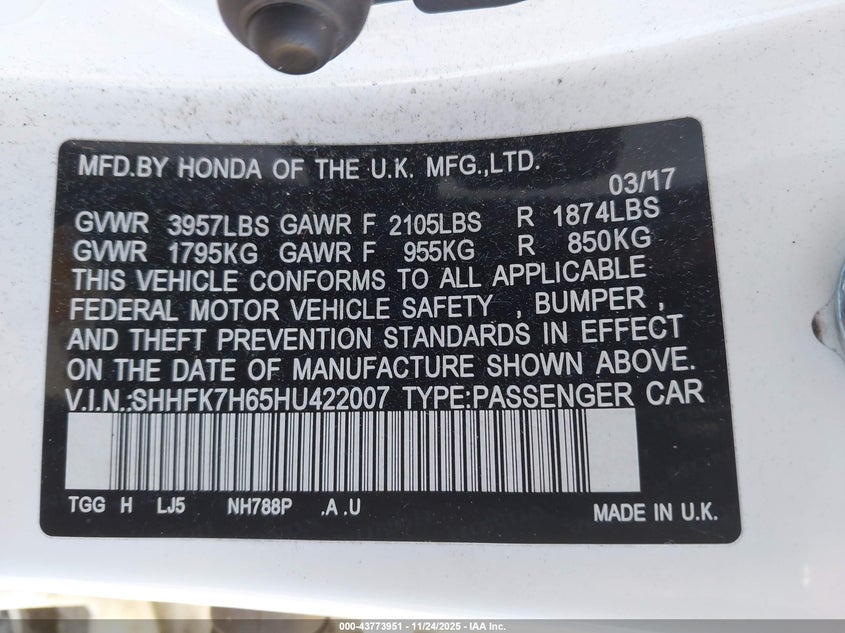 MFD.BY HONDA OF THE U.K. MFG.,LTD.
03/'17
GVWR 3957LBS GAWR F 2105LBS R 1874LBS
GVWR 1795KG GAWR F 955KG R 850KG
THIS VEHICLE CONFORMS TO ALL APPLICABLE
FEDERAL MOTOR VEHICLE SAFETY , BUMPER ,
AND THEFT PREVENTION STANDARDS IN EFFECT
ON THE DATE OF MANUFACTURE SHOWN ABOVE.
V.I.N.:SHHFK7H65HU422007 TYPE:PASSENGER CAR
TGG H LJ5 NH788P .A .U MADE IN U.K.
000-43773951 - 11/24/2025 - IAA Inc.